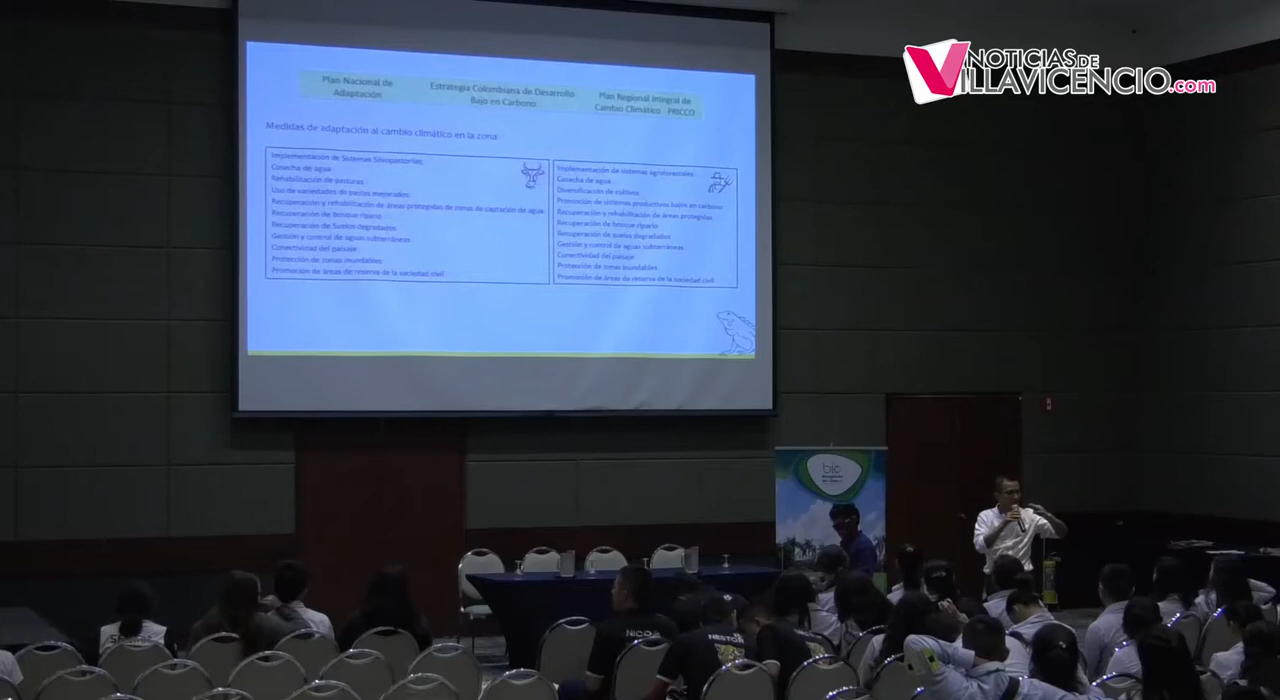 NOTICIAS DE
VILLAVICENCIO.com
Plan Nacional de
Adaptación
Estrategia Colombiana de Desarrollo
Bajo en Carbono
Plan Regional Integral de
Cambio Climático - PRICCO
Medidas de adaptación al cambio climático en la zona
Implementación de Sistemas Silvopastoriles
Cosecha de agua
Rehabilitación de pasturas
Uso de variedades de pastos mejorados
Recuperación y rehabilitación de áreas protegidas de zonas de captación de agua
Recuperación de bosque ripario
Recuperación de Suelos degradados
Gestión y control de aguas subterráneas
Conectividad del paisaje
Protección de zonas inundables
Promoción de áreas de reserva de la sociedad civil
Implementación de sistemas agroforestales
Cosecha de agua
Diversificación de cultivos
Promoción de sistemas productivos bajos en carbono
Recuperación y rehabilitación de áreas protegidas
Recuperación de bosque ripario
Recuperación de suelos degradados
Gestión y control de aguas subterráneas
Conectividad del paisaje
Protección de zonas inundables
Promoción de áreas de reserva de la sociedad civil
bio
NICO
NESTOR